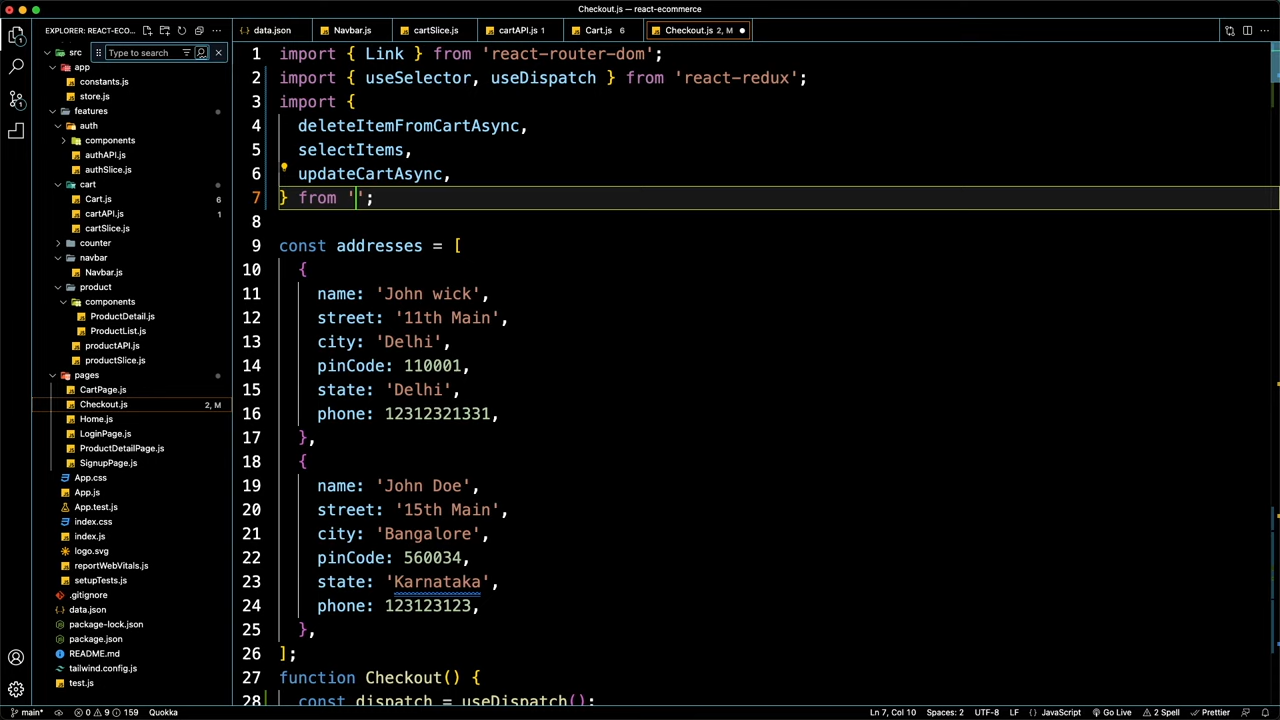 Checkout.js — react-ecommerce
EXPLORER: REACT-ECO...
data.json
Navbar.js
cartSlice.js
cartAPI.js 1
Cart.js 6
Checkout.js 2, M
src
Type to search
app
constants.js
store.js
features
auth
components
authAPI.js
authSlice.js
cart
Cart.js 6
cartAPI.js 1
cartSlice.js
counter
navbar
Navbar.js
product
components
ProductDetail.js
ProductList.js
productAPI.js
productSlice.js
pages
CartPage.js
Checkout.js 2, M
Home.js
LoginPage.js
ProductDetailPage.js
SignupPage.js
App.css
App.js
App.test.js
index.css
index.js
logo.svg
reportWebVitals.js
setupTests.js
.gitignore
data.json
package-lock.json
package.json
README.md
tailwind.config.js
test.js
1 import { Link } from 'react-router-dom';
2 import { useSelector, useDispatch } from 'react-redux';
3 import {
4 deleteItemFromCartAsync,
5 selectItems,
6 updateCartAsync,
7 } from '';
8
9 const addresses = [
10 {
11 name: 'John wick',
12 street: '11th Main',
13 city: 'Delhi',
14 pinCode: 110001,
15 state: 'Delhi',
16 phone: 12312321331,
17 },
18 {
19 name: 'John Doe',
20 street: '15th Main',
21 city: 'Bangalore',
22 pinCode: 560034,
23 state: 'Karnataka',
24 phone: 123123123,
25 },
26 ];
27 function Checkout() {
28 const dispatch = useDispatch();
main* 0 9 159 Quokka Ln 7, Col 10 Spaces: 2 UTF-8 LF {} JavaScript Go Live 2 Spell Prettier